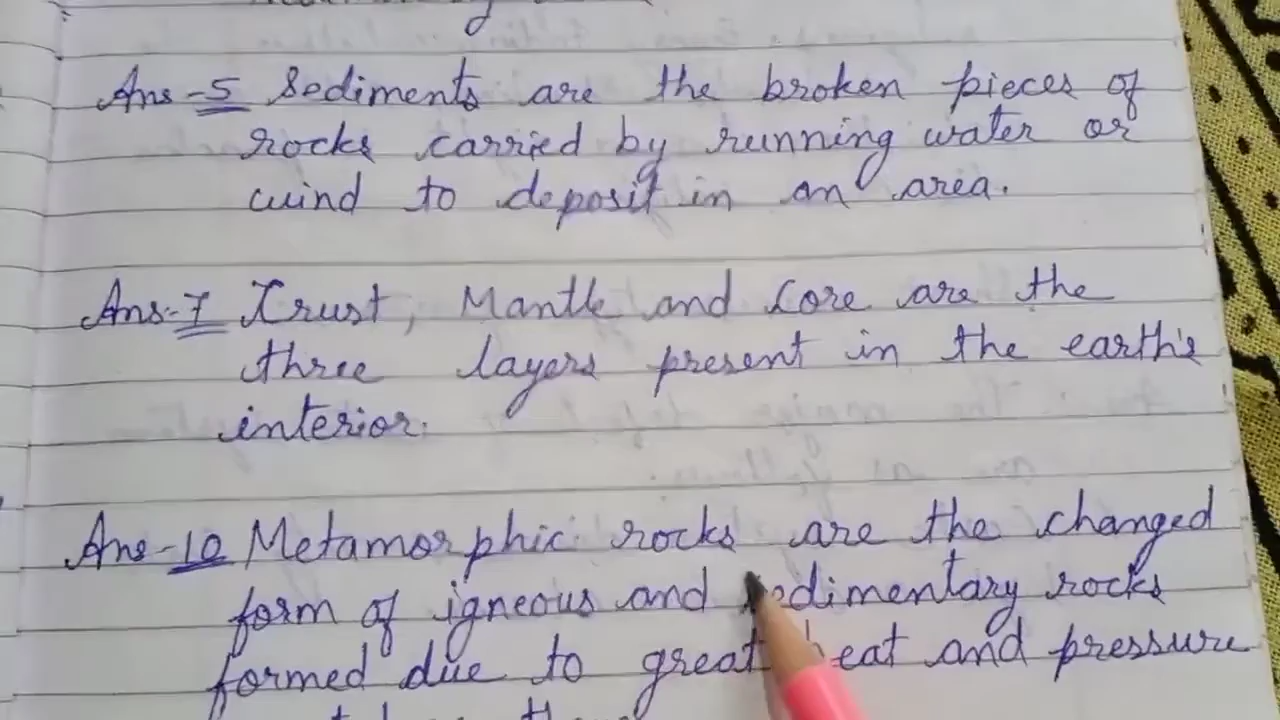 Ans-5 Sediments are the broken pieces of
rocks carried by running water or
wind to deposit in an area.
Ans-7 Crust, Mantle and Core are the
three layers present in the earth's
interior.
Ans-10 Metamorphic rocks are the changed
form of igneous and sedimentary rocks
formed due to great heat and pressure